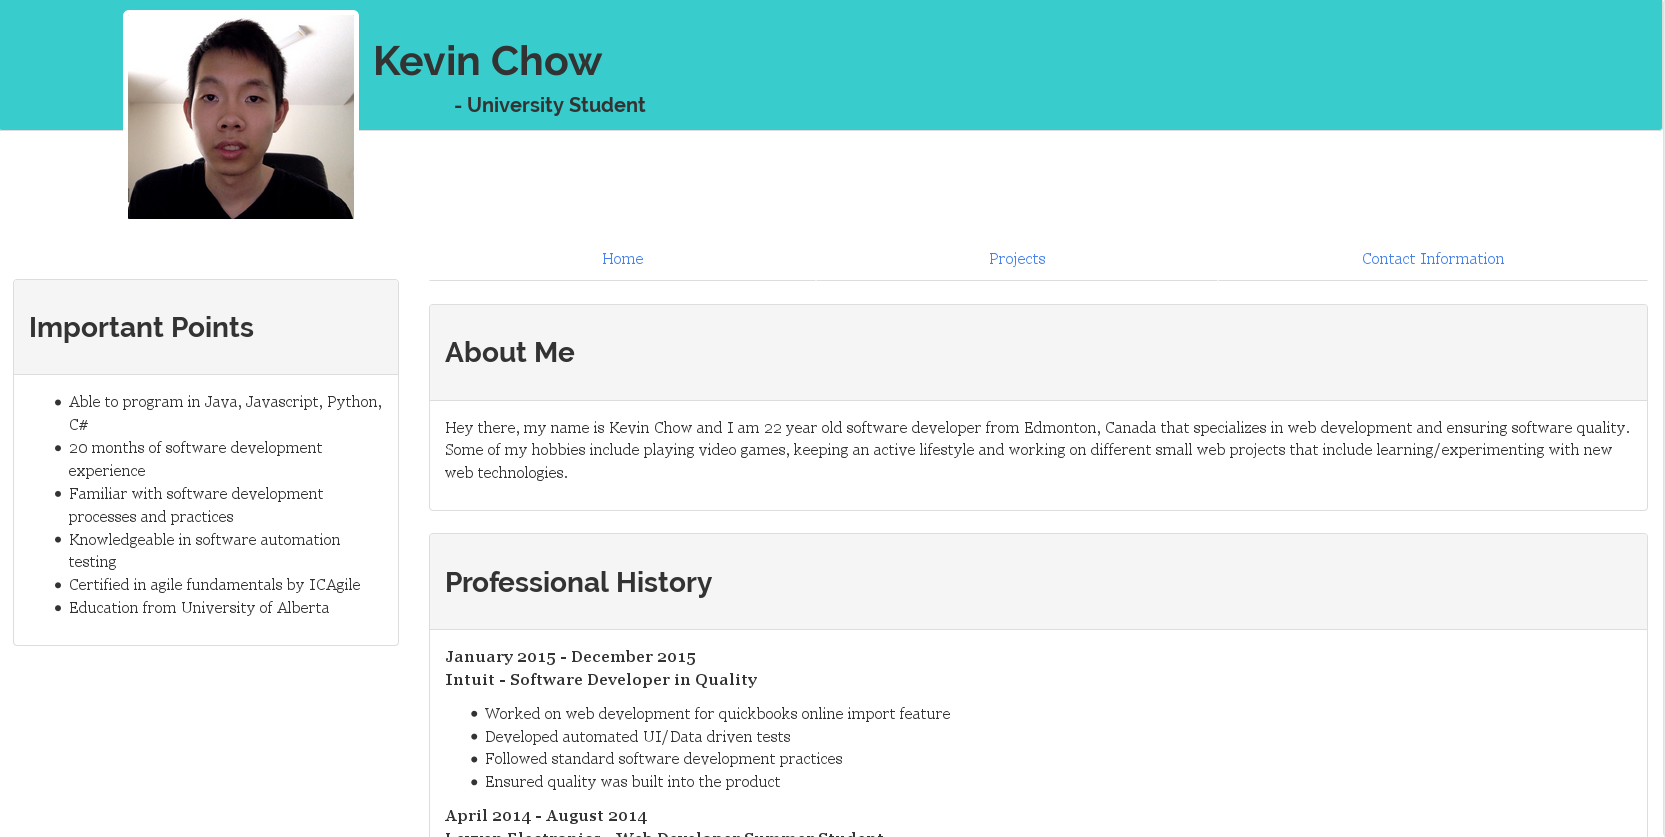 Kevin Chow
- University Student
Home
Projects
Contact Information
Important Points
Able to program in Java, Javascript, Python,
C#
20 months of software development
experience
Familiar with software development
processes and practices
Knowledgeable in software automation
testing
Certified in agile fundamentals by ICAgile
Education from University of Alberta
About Me
Hey there, my name is Kevin Chow and I am 22 year old software developer from Edmonton, Canada that specializes in web development and ensuring software quality.
Some of my hobbies include playing video games, keeping an active lifestyle and working on different small web projects that include learning/experimenting with new
web technologies.
Professional History
January 2015 - December 2015
Intuit - Software Developer in Quality
Worked on web development for quickbooks online import feature
Developed automated UI/Data driven tests
Followed standard software development practices
Ensured quality was built into the product
April 2014 - August 2014
Electronics - Web Developer Summer Student